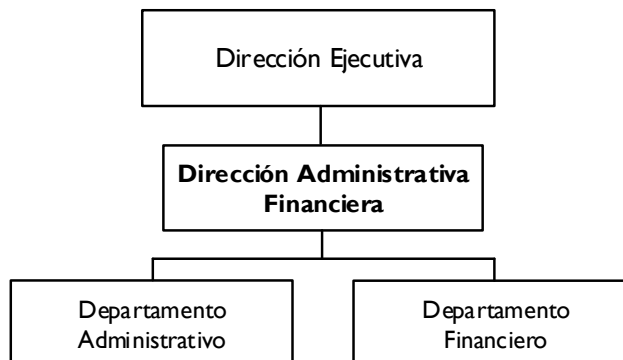 Dirección Ejecutiva
Dirección Administrativa
Financiera
Departamento
Administrativo
Departamento
Financiero